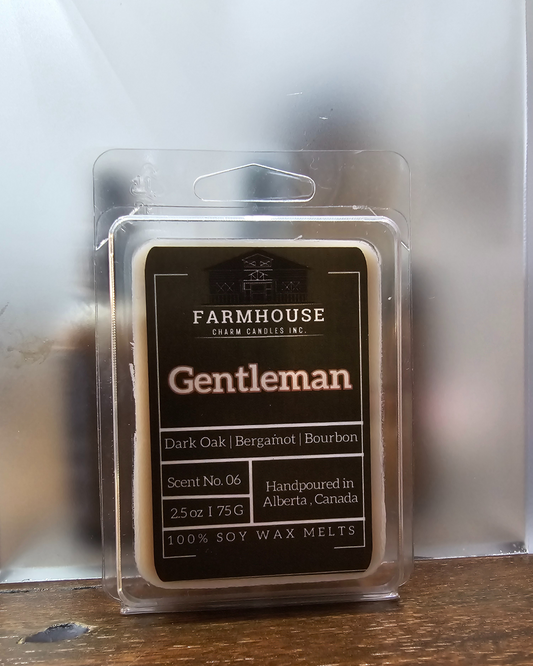 FARMHOUSE
CHARM CANDLES INC.
Gentleman
Dark Oak | Bergamot | Bourbon
Scent No. 06
2.5 oz I 75 G
Handpoured in
Alberta , Canada
100% SOY WAX MELTS